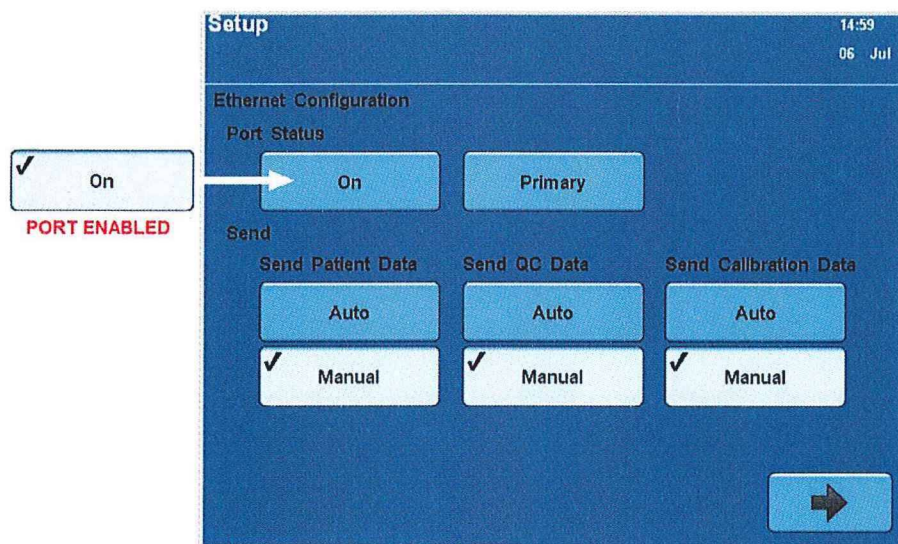 Setup
14:59
06 Jul
Ethernet Configuration
Port Status
On
PORT ENABLED
On
Primary
Send
Send Patient Data
Send QC Data
Send Calibration Data
Auto
Auto
Auto
Manual
Manual
Manual